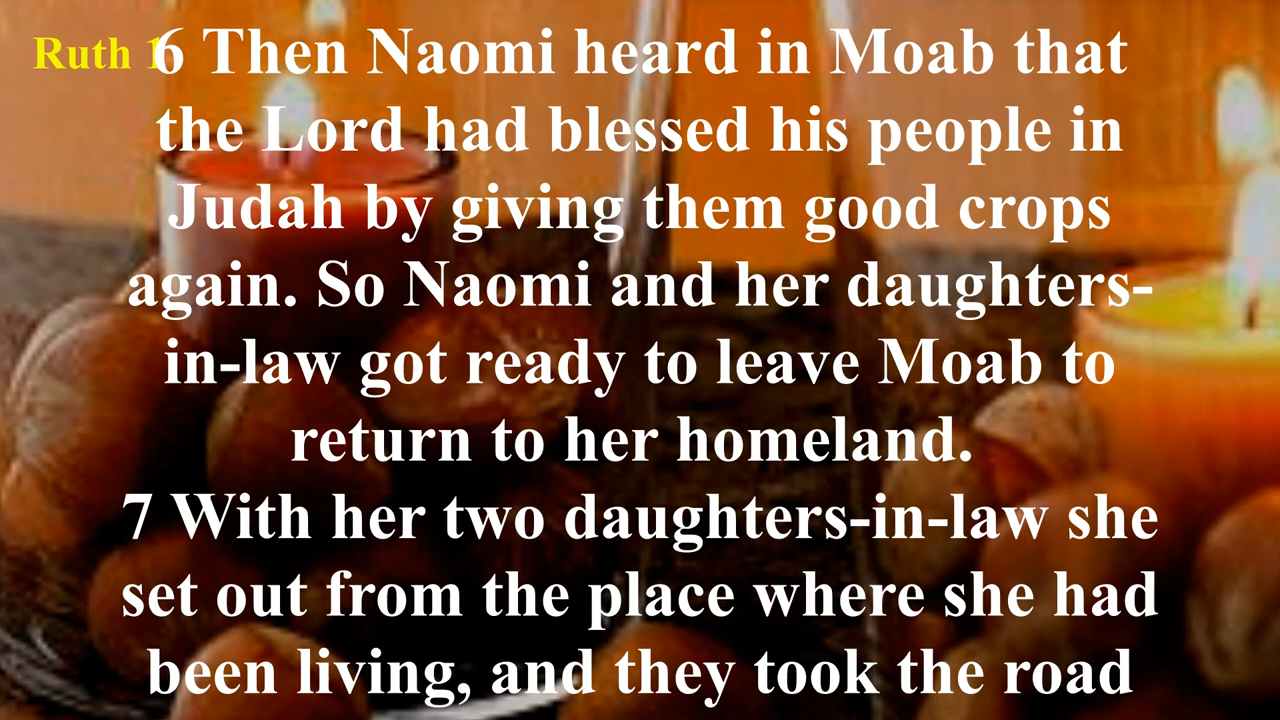 Ruth 1
6 Then Naomi heard in Moab that
the Lord had blessed his people in
Judah by giving them good crops
again. So Naomi and her daughters-
in-law got ready to leave Moab to
return to her homeland.
7 With her two daughters-in-law she
set out from the place where she had
been living, and they took the road